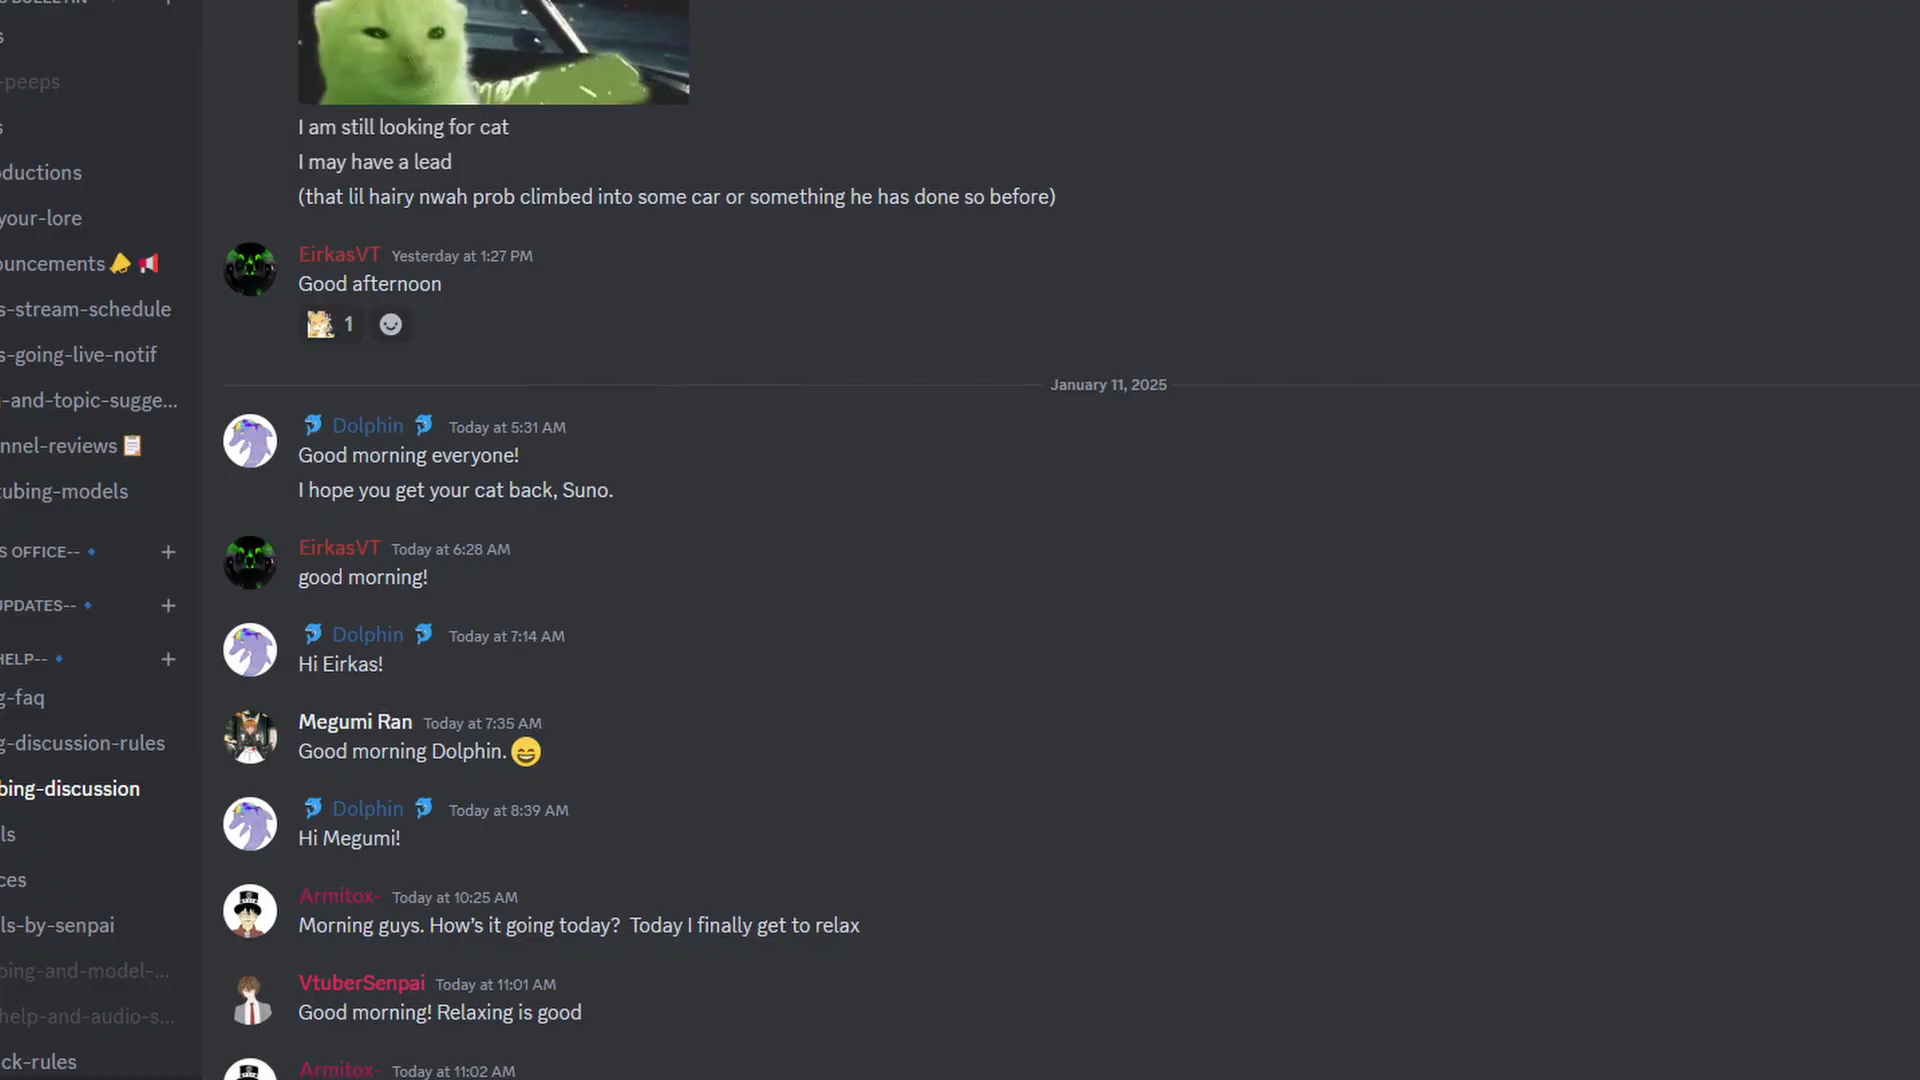 s
-peeps
s
oductions
your-lore
ouncements
s-stream-schedule
s-going-live-notif
-and-topic-sugge...
nnel-reviews
tubing-models
S OFFICE--
UPDATES--
HELP--
g-faq
g-discussion-rules
bing-discussion
ls
ces
ls-by-senpai
bing-and-model-...
help-and-audio-s...
ck-rules
I am still looking for cat
I may have a lead
(that lil hairy nwah prob climbed into some car or something he has done so before)
EirkasVT Yesterday at 1:27 PM
Good afternoon
1
January 11, 2025
Dolphin Today at 5:31 AM
Good morning everyone!
I hope you get your cat back, Suno.
EirkasVT Today at 6:28 AM
good morning!
Dolphin Today at 7:14 AM
Hi Eirkas!
Megumi Ran Today at 7:35 AM
Good morning Dolphin. 😄
Dolphin Today at 8:39 AM
Hi Megumi!
Armitox- Today at 10:25 AM
Morning guys. How's it going today?  Today I finally get to relax
VtuberSenpai Today at 11:01 AM
Good morning! Relaxing is good
Armitox- Today at 11:02 AM